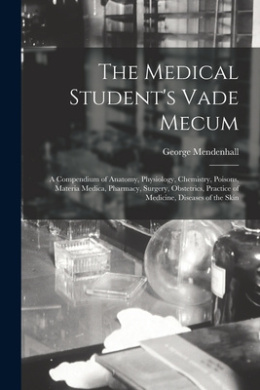 The Medical
Student's Vade
Mecum
George Mendenhall
A Compendium of Anatomy, Physiology, Chemistry, Poisons,
Materia Medica, Pharmacy, Surgery, Obstetrics, Practice of
Medicine, Diseases of the Skin